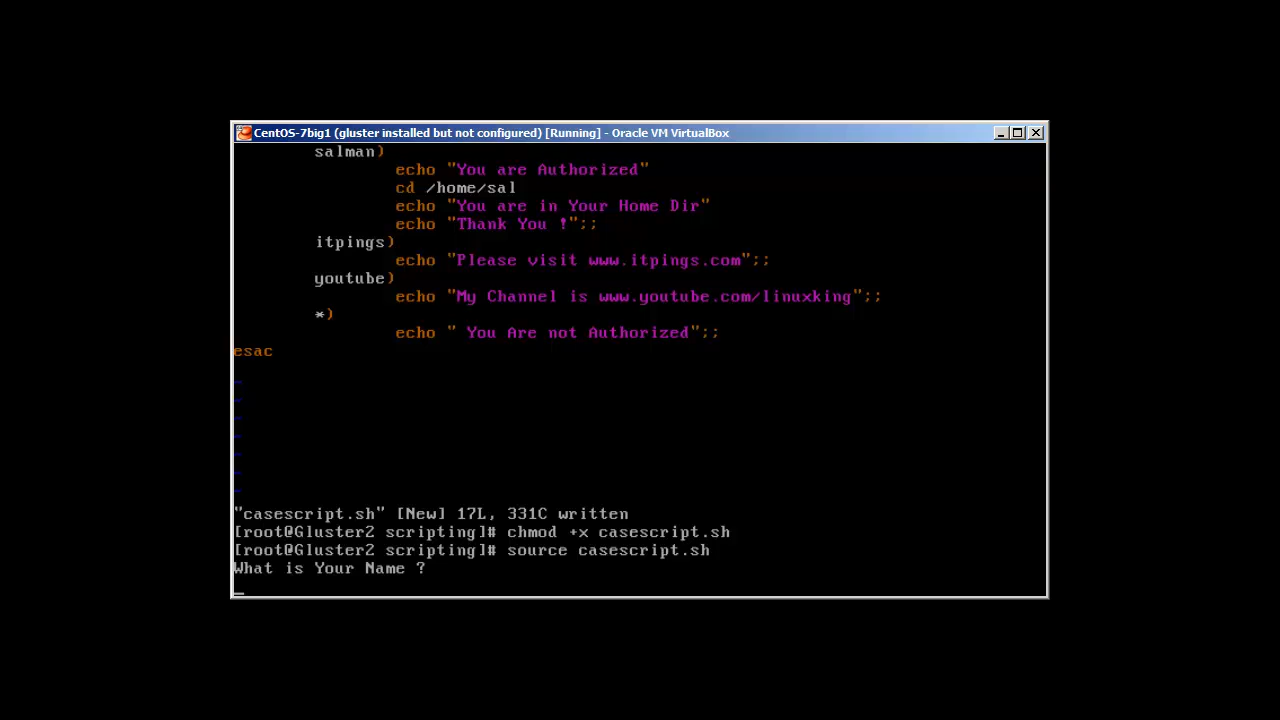 CentOS-7big1 (gluster installed but not configured) [Running] - Oracle VM VirtualBox
salman)
echo "You are Authorized"
cd /home/sal
echo "You are in Your Home Dir"
echo "Thank You !";;
itpings)
echo "Please visit www.itpings.com";;
youtube)
echo "My Channel is www.youtube.com/linuxking";;
*)
echo " You Are not Authorized";;
esac
~
~
~
~
~
~
~
"casescript.sh" [New] 17L, 331C written
[root@Gluster2 scripting]# chmod +x casescript.sh
[root@Gluster2 scripting]# source casescript.sh
What is Your Name ?